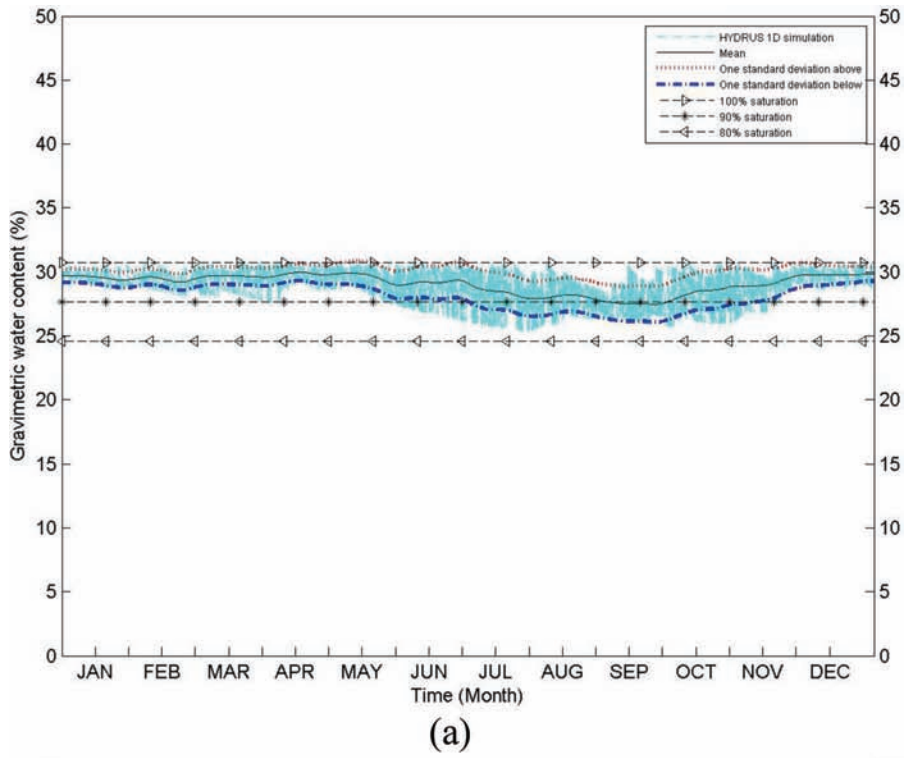 50
45
40
35
30
25
20
15
10
5
0
Gravimetric water content (%)
HYDRUS 1D simulation
Mean
One standard deviation above
One standard deviation below
100% saturation
90% saturation
80% saturation
50
45
40
35
30
25
20
15
10
5
0
JAN FEB MAR APR MAY JUN JUL AUG SEP OCT NOV DEC
Time (Month)
(a)